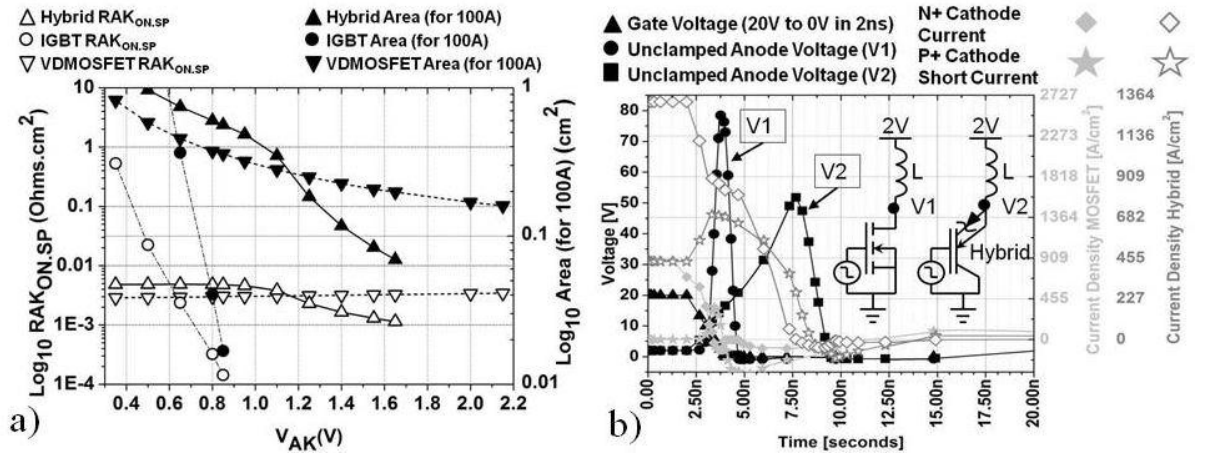 Hybrid RAK_ON.SP
IGBT RAK_ON.SP
VDMOSFET RAK_ON.SP
Hybrid Area (for 100A)
IGBT Area (for 100A)
VDMOSFET Area (for 100A)
Log10 RAK_ON.SP (Ohms.cm2)
10
1
0.1
0.01
1E-3
1E-4
0.4 0.6 0.8 1.0 1.2 1.4 1.6 1.8 2.0 2.2
V_AK(V)
1
0.1
0.01
Log10 Area (for 100A) (cm2)
a)
Gate Voltage (20V to 0V in 2ns)
Unclamped Anode Voltage (V1)
Unclamped Anode Voltage (V2)
N+ Cathode
Current
P+ Cathode
Short Current
Voltage [V]
80
70
60
50
40
30
20
10
0
V1
V2
2V
L
V1
2V
L
V2
Hybrid
2727
2273
1818
1364
909
455
0
Current Density MOSFET [A/cm2]
1364
1136
909
682
455
227
0
Current Density Hybrid [A/cm2]
0.00 2.50n 5.00n 7.50n 10.00n 12.50n 15.00n 17.50n 20.00n
Time [seconds]
b)